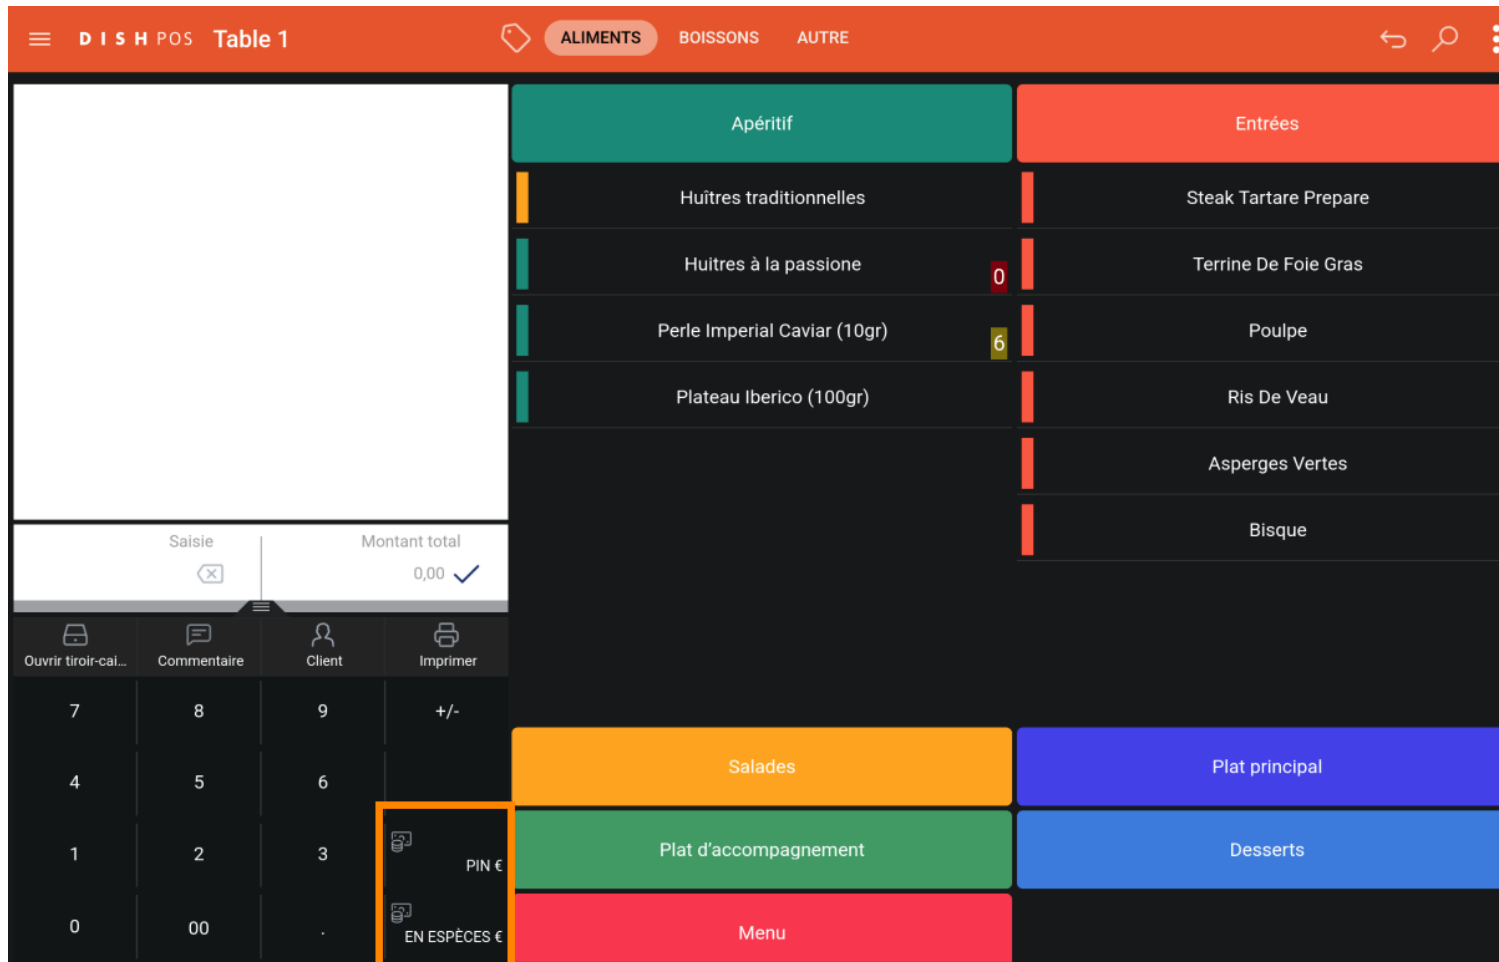 DISH POS Table 1
ALIMENTS BOISSONS AUTRE
Apéritif
Entrées
Huîtres traditionnelles
Huitres à la passione
0
Perle Imperial Caviar (10gr)
6
Plateau Iberico (100gr)
Steak Tartare Prepare
Terrine De Foie Gras
Poulpe
Ris De Veau
Asperges Vertes
Bisque
Saisie
Montant total
0,00
Ouvrir tiroir-cai...
Commentaire
Client
Imprimer
7 8 9 +/-
4 5 6
1 2 3 PIN €
0 00 . EN ESPÈCES €
Salades
Plat principal
Plat d'accompagnement
Desserts
Menu